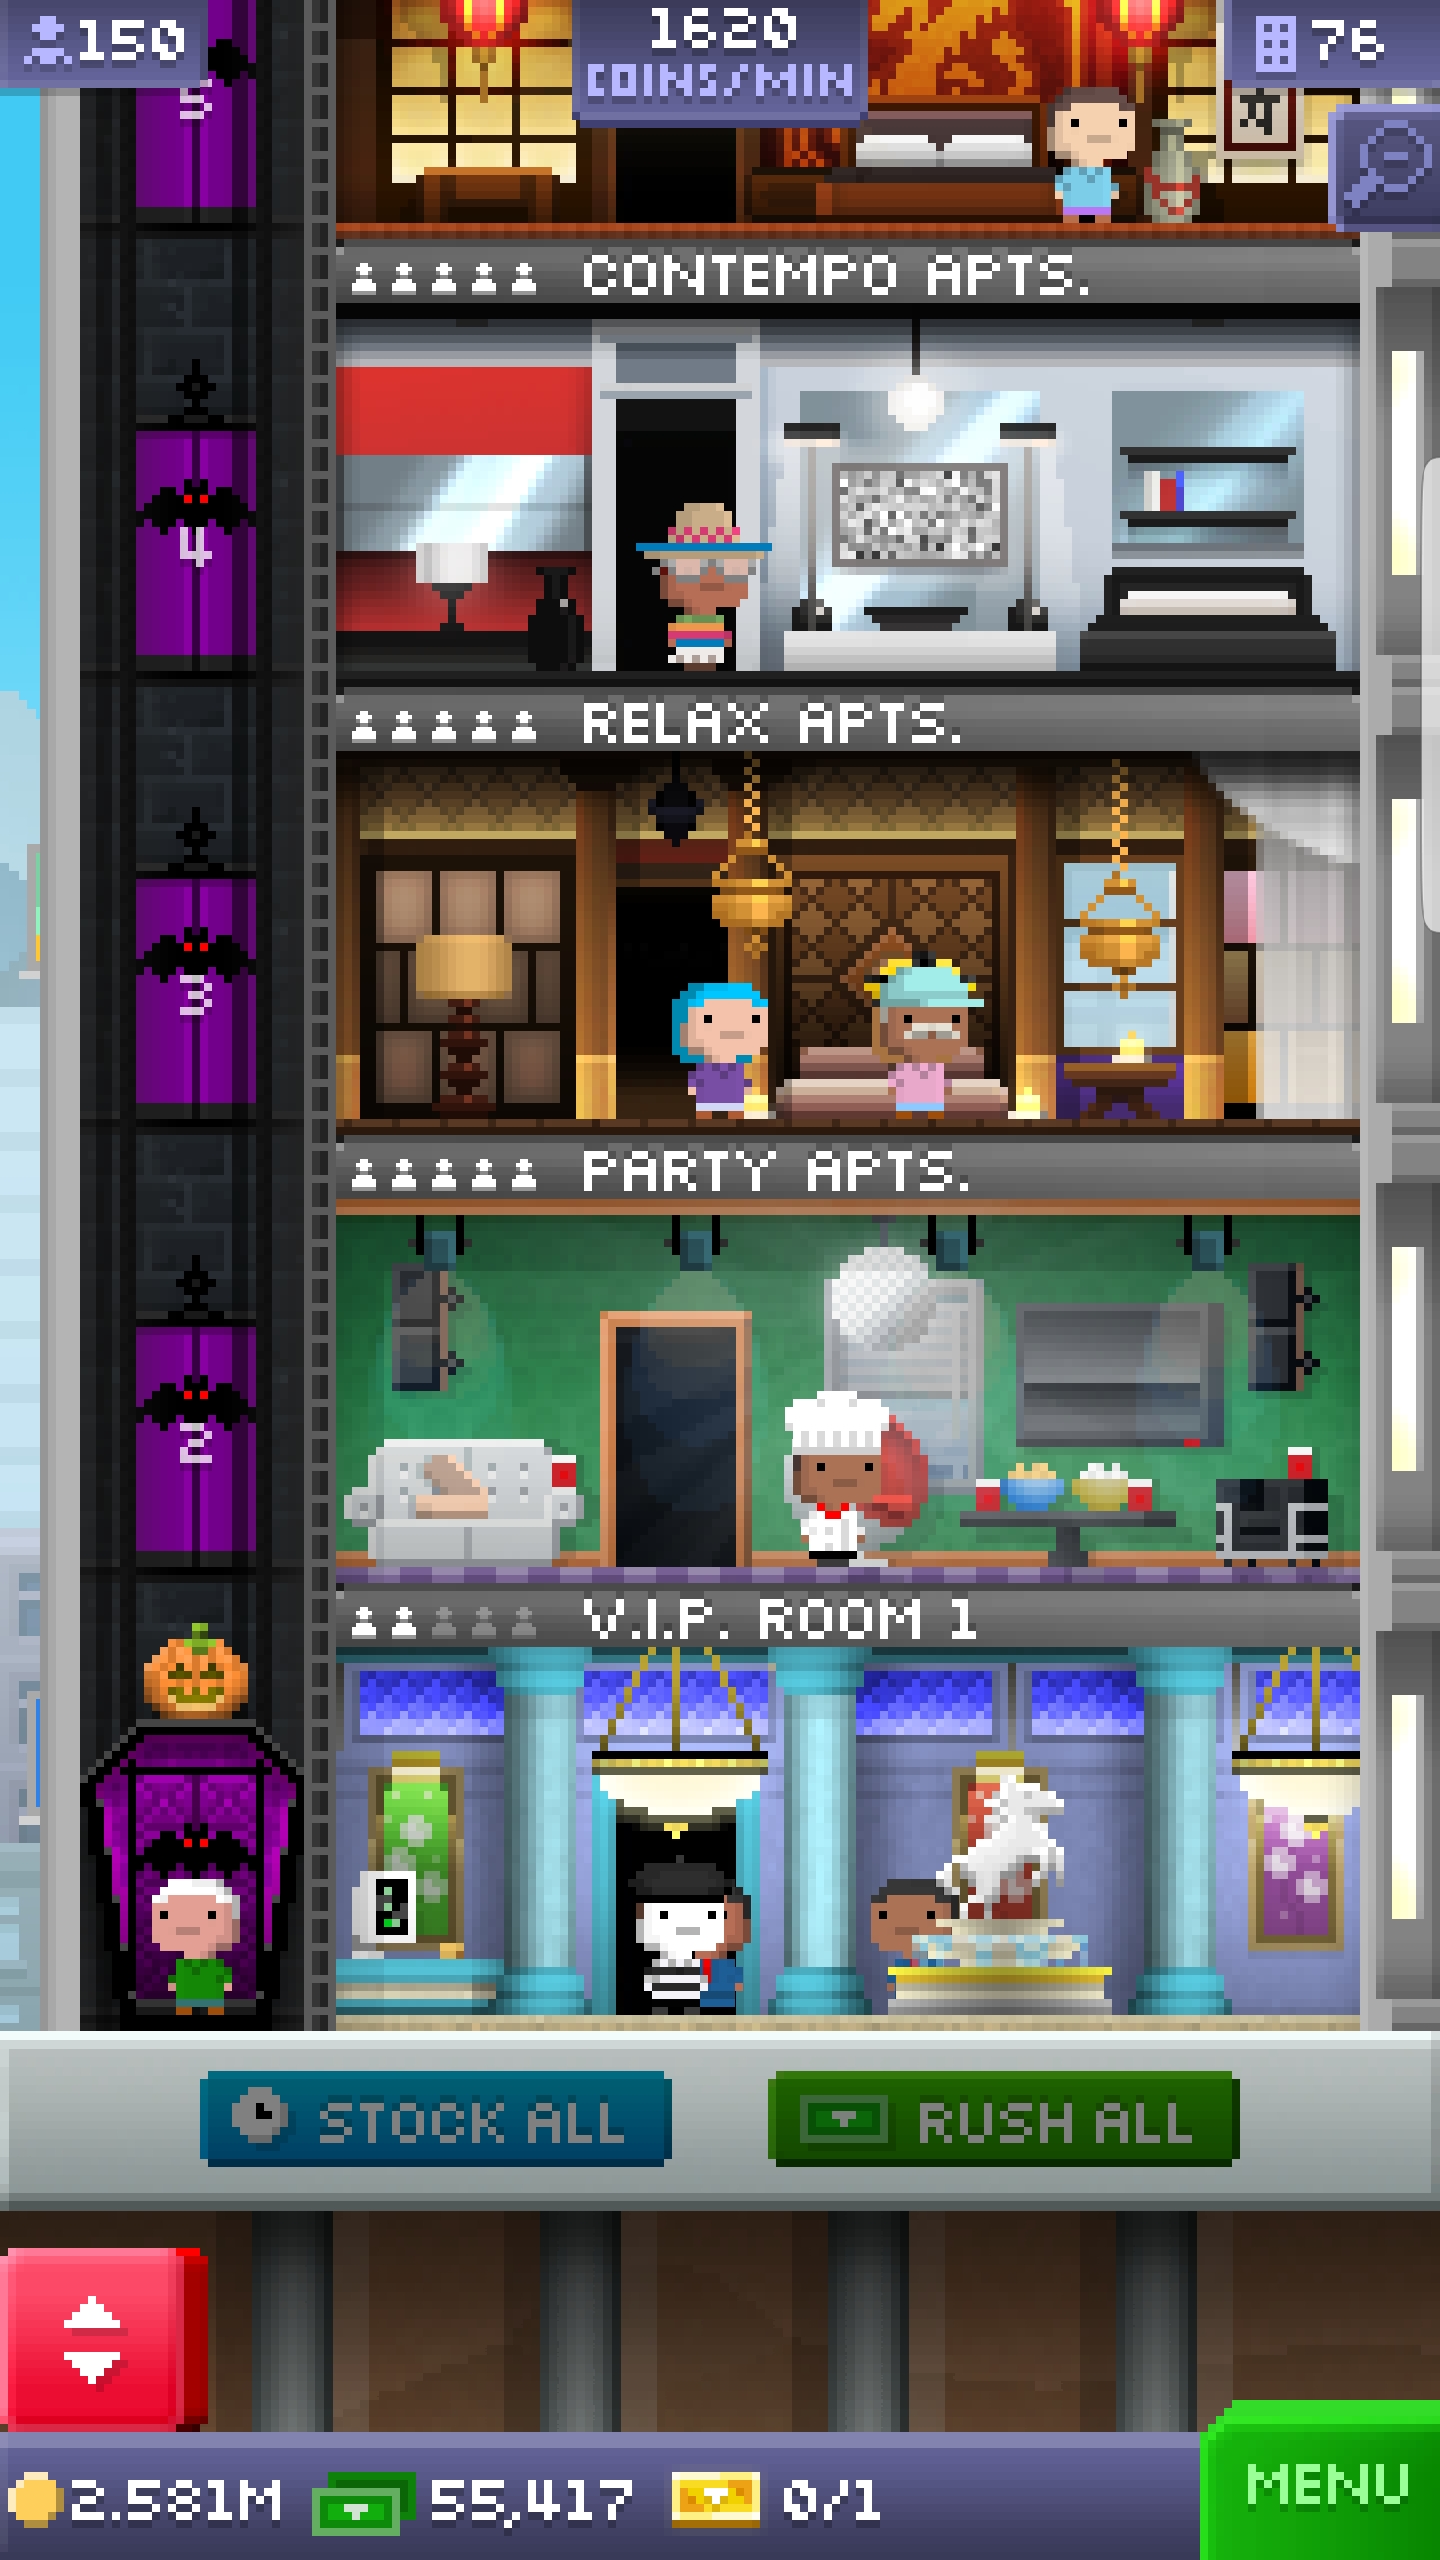 150
1620
COINS/MIN
76
5
CONTEMPO APTS.
4
RELAX APTS.
3
PARTY APTS.
2
V.I.P. ROOM 1
STOCK ALL
RUSH ALL
2.581M
55,417
0/1
MENU